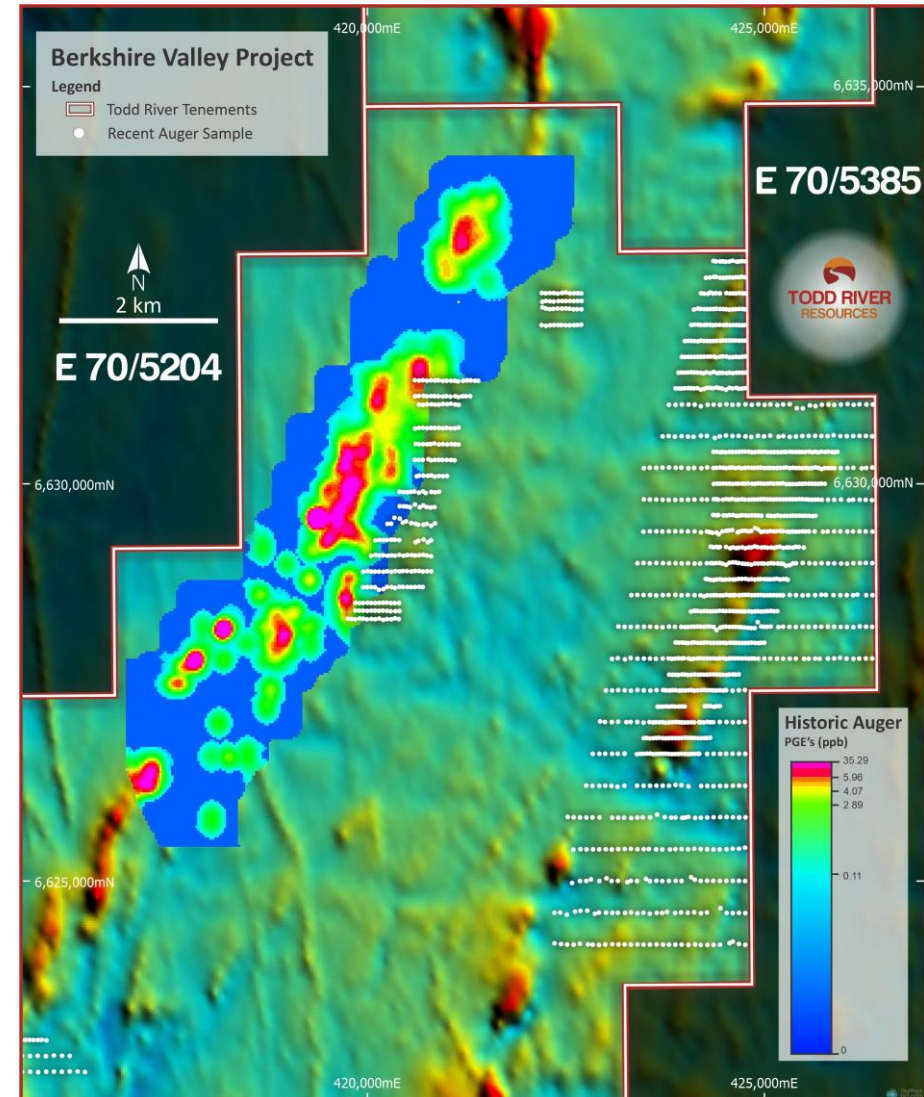 420,000mE
425,000mE
Berkshire Valley Project
Legend
Todd River Tenements
Recent Auger Sample
6,635,000mN
E 70/5385
N
2 km
TODD RIVER
RESOURCES
E 70/5204
6,630,000mN
6,630,000mN
Historic Auger
PGE's (ppb)
35.29
5.96
4.07
2.89
0.11
0
6,625,000mN
420,000mE
425,000mE